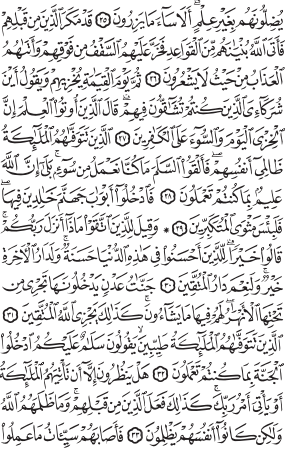 يُضِلُّونَهُم بِغَيْرِ عِلْمٍ ۗ أَلَا سَاءَ مَا يَزِرُونَ ﴿٢٥﴾ قَدْ مَكَرَ الَّذِينَ مِن قَبْلِهِمْ
فَأَتَى اللَّهُ بُنْيَانَهُم مِّنَ الْقَوَاعِدِ فَخَرَّ عَلَيْهِمُ السَّقْفُ مِن فَوْقِهِمْ وَأَتَاهُمُ
الْعَذَابُ مِنْ حَيْثُ لَا يَشْعُرُونَ ﴿٢٦﴾ ثُمَّ يَوْمَ الْقِيَامَةِ يُخْزِيهِمْ وَيَقُولُ أَيْنَ
شُرَكَائِيَ الَّذِينَ كُنتُمْ تُشَاقُّونَ فِيهِمْ ۚ قَالَ الَّذِينَ أُوتُوا الْعِلْمَ إِنَّ
الْخِزْيَ الْيَوْمَ وَالسُّوءَ عَلَى الْكَافِرِينَ ﴿٢٧﴾ الَّذِينَ تَتَوَفَّاهُمُ الْمَلَائِكَةُ
ظَالِمِي أَنفُسِهِمْ ۖ فَأَلْقَوُا السَّلَمَ مَا كُنَّا نَعْمَلُ مِن سُوءٍ ۚ بَلَىٰ إِنَّ اللَّهَ
عَلِيمٌ بِمَا كُنتُمْ تَعْمَلُونَ ﴿٢٨﴾ فَادْخُلُوا أَبْوَابَ جَهَنَّمَ خَالِدِينَ فِيهَا ۖ
فَلَبِئْسَ مَثْوَى الْمُتَكَبِّرِينَ ﴿٢٩﴾ ۞ وَقِيلَ لِلَّذِينَ اتَّقَوْا مَاذَا أَنزَلَ رَبُّكُمْ ۚ
قَالُوا خَيْرًا ۗ لِّلَّذِينَ أَحْسَنُوا فِي هَٰذِهِ الدُّنْيَا حَسَنَةٌ ۚ وَلَدَارُ الْآخِرَةِ
خَيْرٌ ۚ وَلَنِعْمَ دَارُ الْمُتَّقِينَ ﴿٣٠﴾ جَنَّاتُ عَدْنٍ يَدْخُلُونَهَا تَجْرِي مِن
تَحْتِهَا الْأَنْهَارُ ۖ لَهُمْ فِيهَا مَا يَشَاءُونَ ۚ كَذَٰلِكَ يَجْزِي اللَّهُ الْمُتَّقِينَ ﴿٣١﴾
الَّذِينَ تَتَوَفَّاهُمُ الْمَلَائِكَةُ طَيِّبِينَ ۙ يَقُولُونَ سَلَامٌ عَلَيْكُمُ ادْخُلُوا
الْجَنَّةَ بِمَا كُنتُمْ تَعْمَلُونَ ﴿٣٢﴾ هَلْ يَنظُرُونَ إِلَّا أَن تَأْتِيَهُمُ الْمَلَائِكَةُ
أَوْ يَأْتِيَ أَمْرُ رَبِّكَ ۚ كَذَٰلِكَ فَعَلَ الَّذِينَ مِن قَبْلِهِمْ ۚ وَمَا ظَلَمَهُمُ اللَّهُ
وَلَٰكِن كَانُوا أَنفُسَهُمْ يَظْلِمُونَ ﴿٣٣﴾ فَأَصَابَهُمْ سَيِّئَاتُ مَا عَمِلُوا